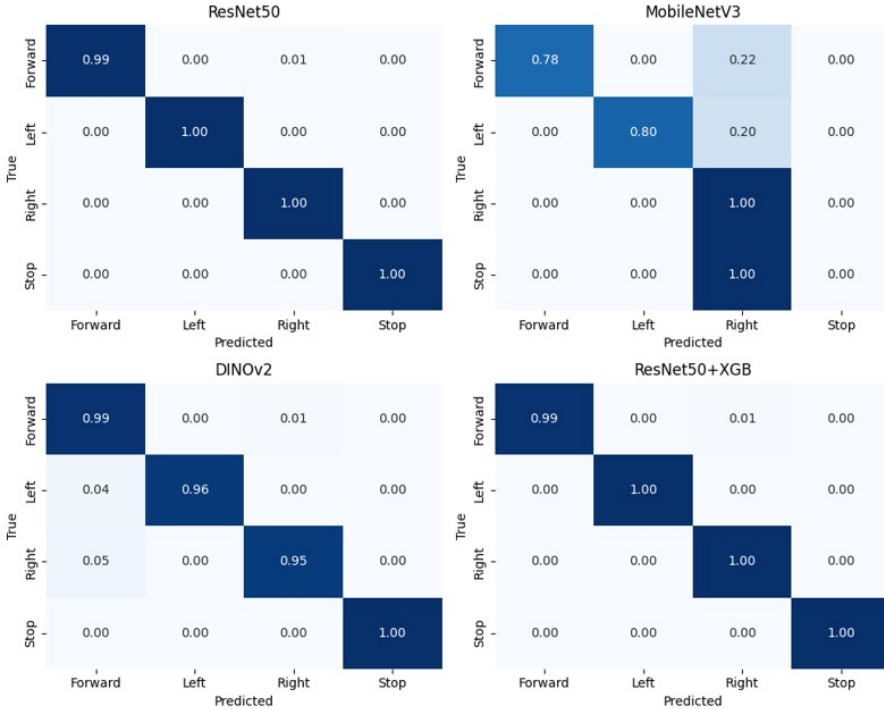 ResNet50
True
Forward 0.99 0.00 0.01 0.00
Left 0.00 1.00 0.00 0.00
Right 0.00 0.00 1.00 0.00
Stop 0.00 0.00 0.00 1.00
Forward Left Right Stop
Predicted
MobileNetV3
True
Forward 0.78 0.00 0.22 0.00
Left 0.00 0.80 0.20 0.00
Right 0.00 0.00 1.00 0.00
Stop 0.00 0.00 1.00 0.00
Forward Left Right Stop
Predicted
DINOv2
True
Forward 0.99 0.00 0.01 0.00
Left 0.04 0.96 0.00 0.00
Right 0.05 0.00 0.95 0.00
Stop 0.00 0.00 0.00 1.00
Forward Left Right Stop
Predicted
ResNet50+XGB
True
Forward 0.99 0.00 0.01 0.00
Left 0.00 1.00 0.00 0.00
Right 0.00 0.00 1.00 0.00
Stop 0.00 0.00 0.00 1.00
Forward Left Right Stop
Predicted